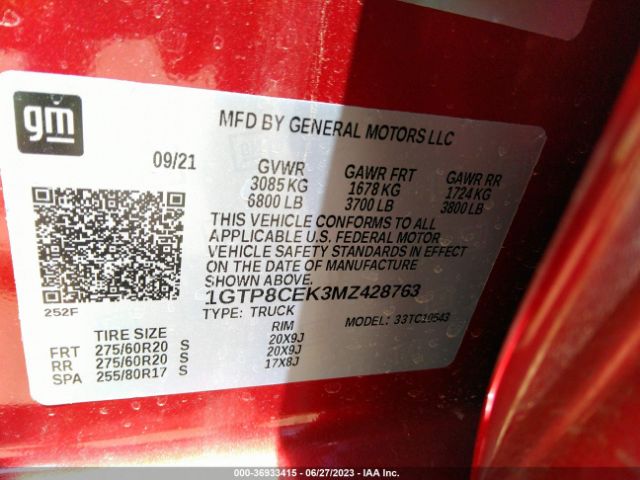 gm
MFD BY GENERAL MOTORS LLC
09/21 GVWR GAWR FRT GAWR RR
3085 KG 1678 KG 1724 KG
6800 LB 3700 LB 3800 LB
THIS VEHICLE CONFORMS TO ALL
APPLICABLE U.S. FEDERAL MOTOR
VEHICLE SAFETY STANDARDS IN EFFECT
ON THE DATE OF MANUFACTURE
SHOWN ABOVE.
1GTP8CEK3MZ428763
252F
TYPE: TRUCK MODEL: 33TC10543
TIRE SIZE RIM
FRT 275/60R20 S 20X9J
RR 275/60R20 S 20X9J
SPA 255/80R17 S 17X8J
000-36933415 - 06/27/2023 - IAA Inc.